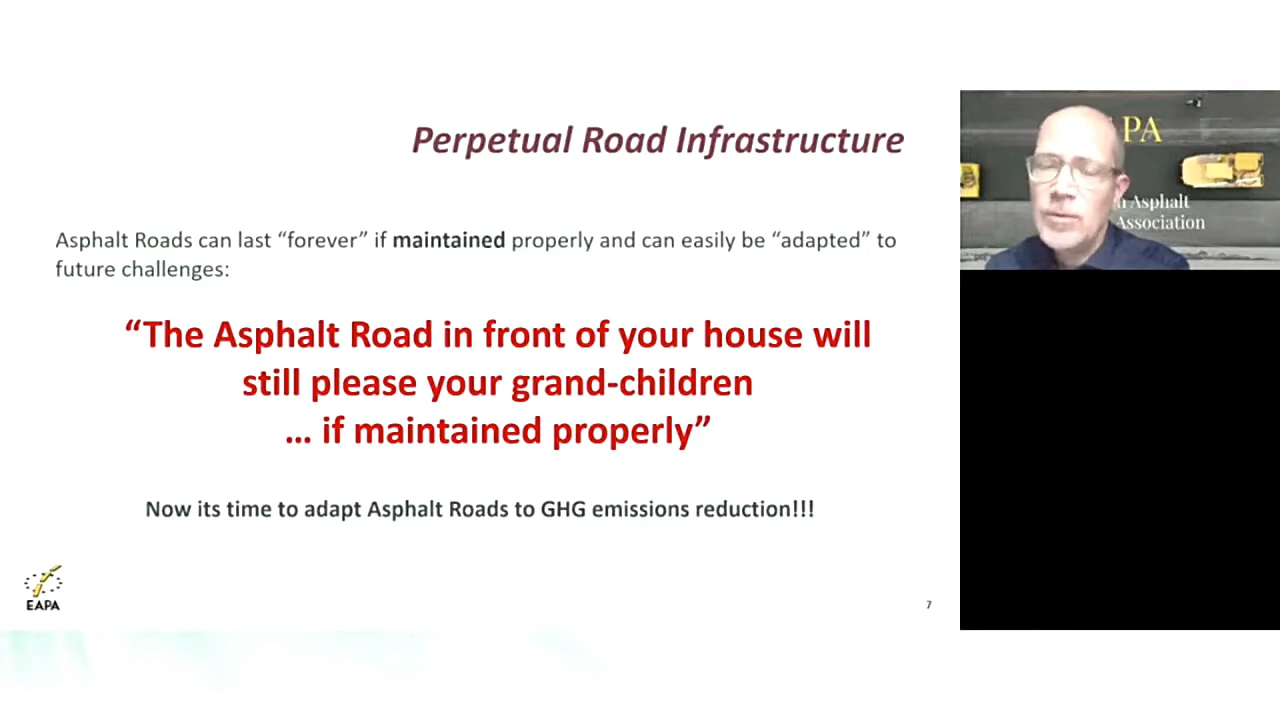 Perpetual Road Infrastructure
Asphalt Roads can last “forever” if maintained properly and can easily be “adapted” to
future challenges:
“The Asphalt Road in front of your house will
still please your grand-children
… if maintained properly”
Now its time to adapt Asphalt Roads to GHG emissions reduction!!!
EAPA
7
PA
Asphalt
Association